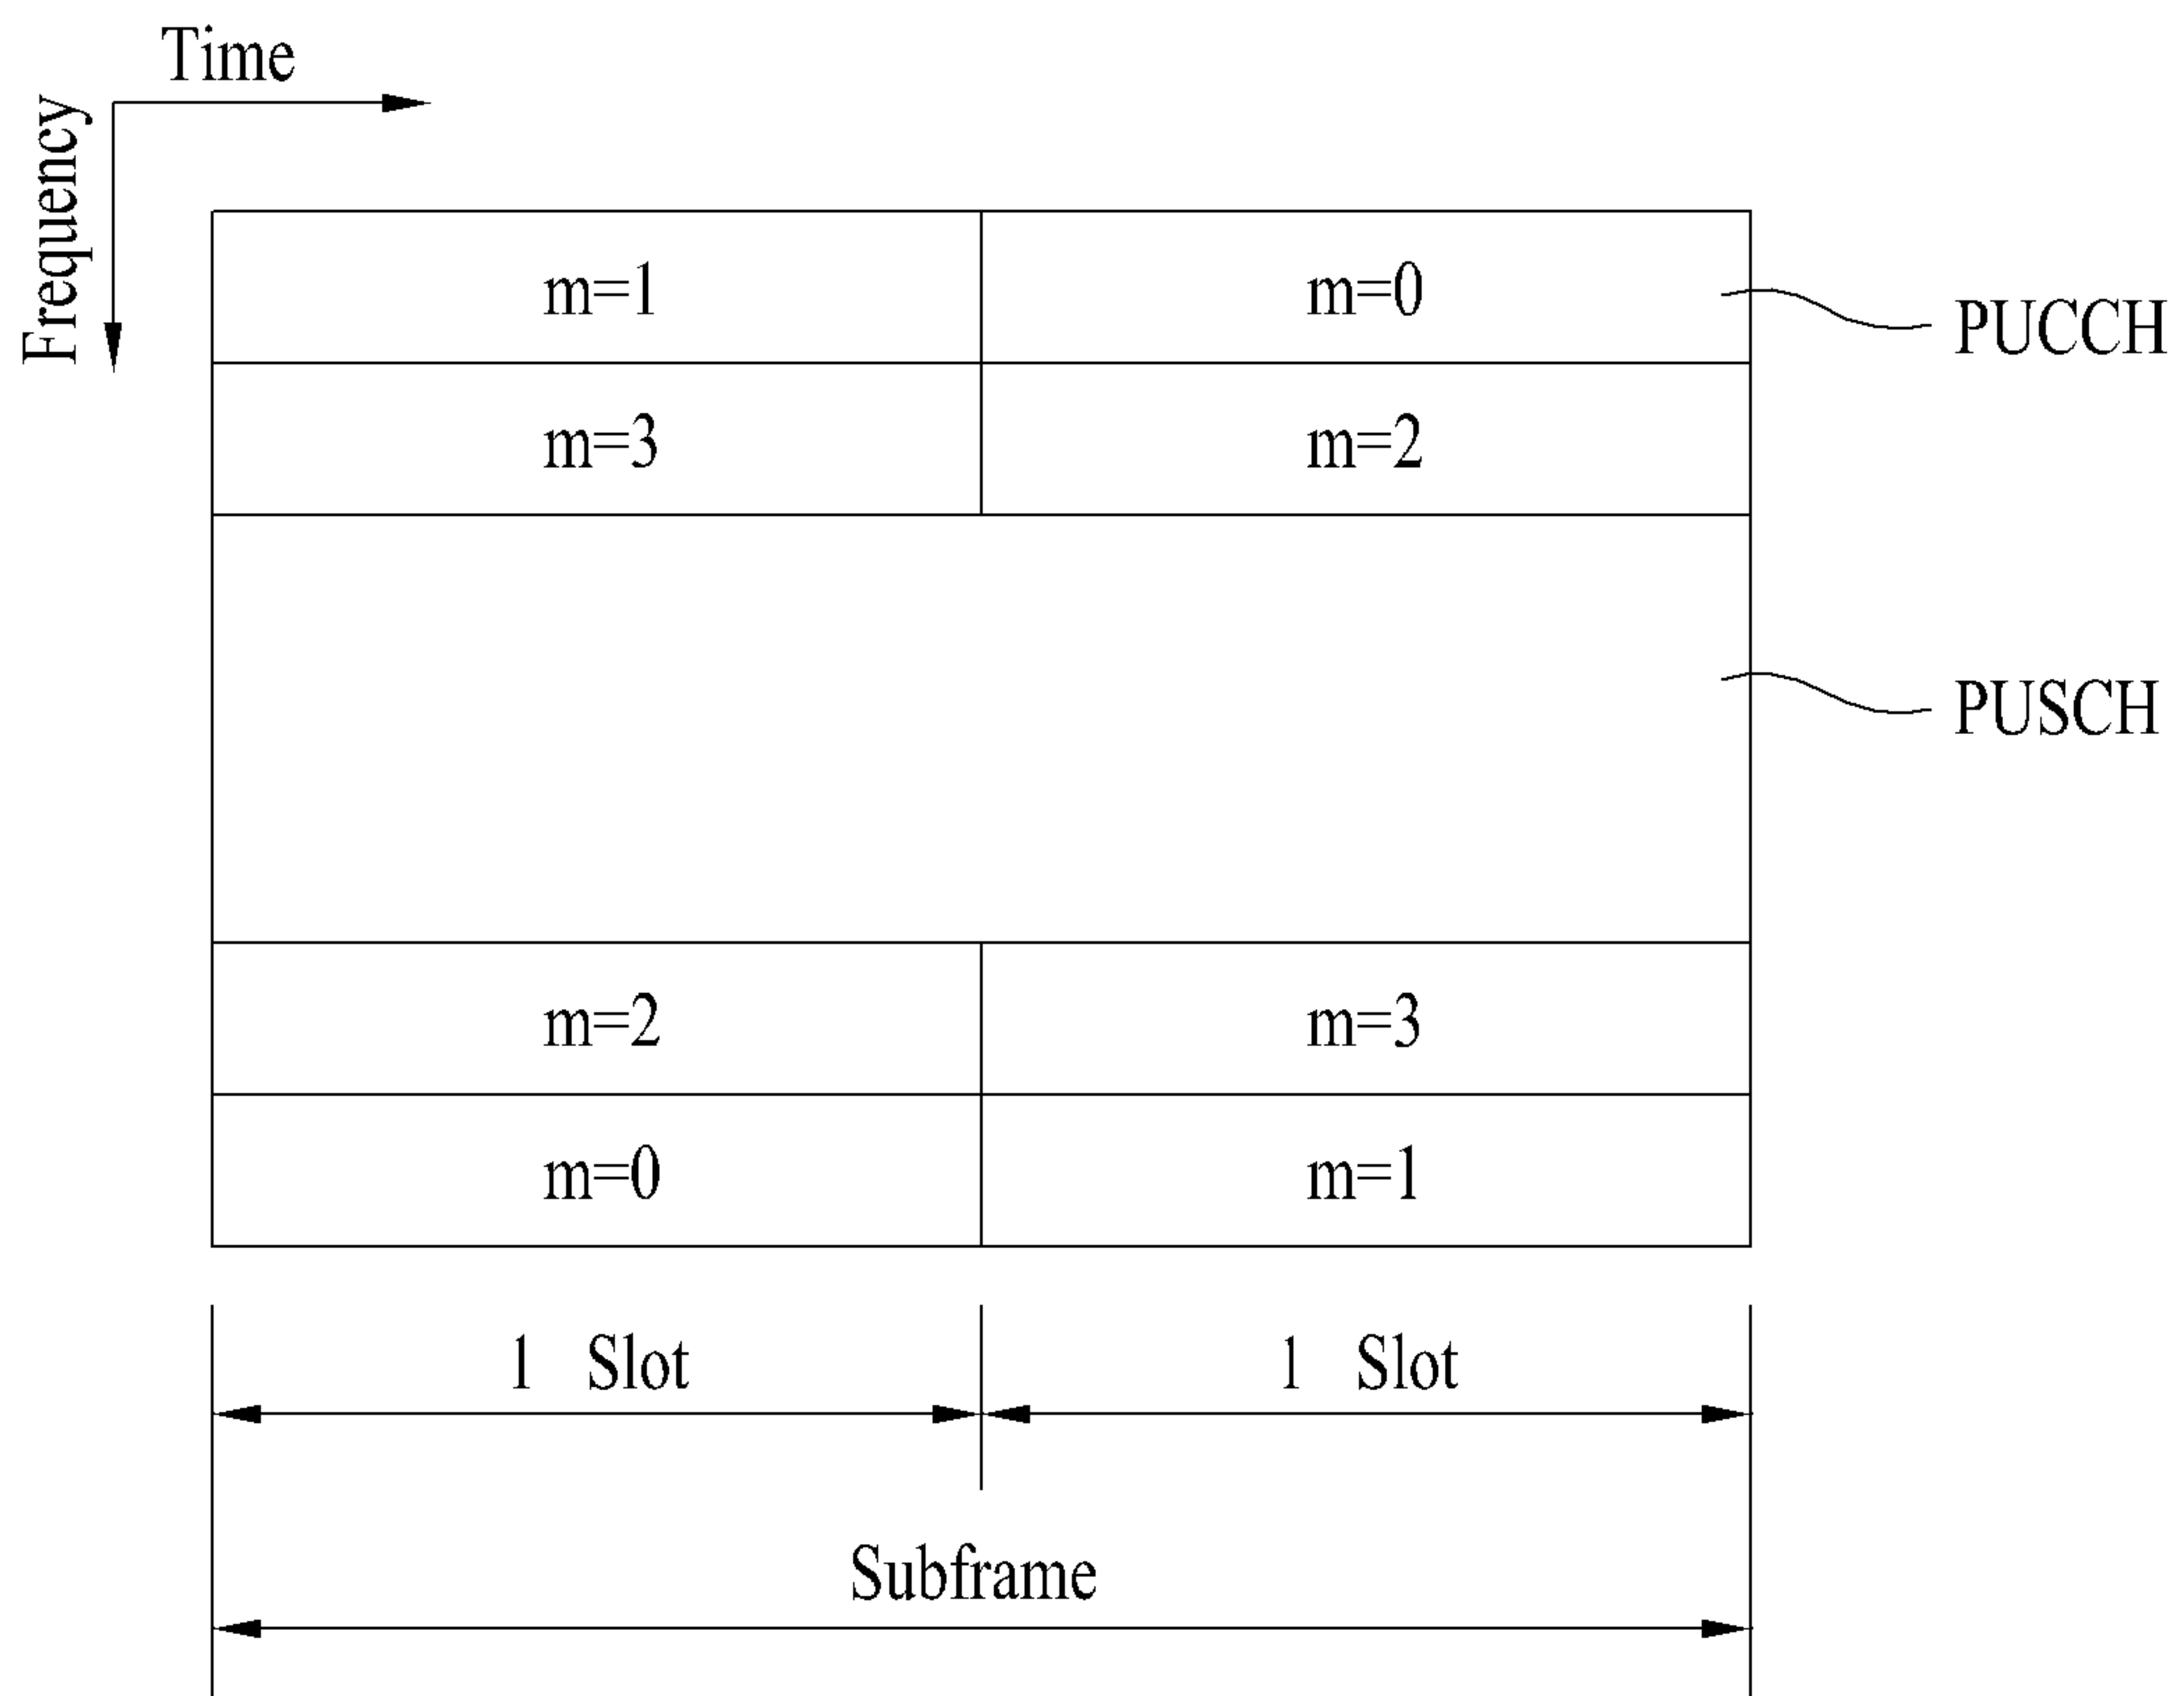 Time
Frequency
m=1 m=0
PUCCH
m=3 m=2
PUSCH
m=2 m=3
m=0 m=1
1 Slot 1 Slot
Subframe